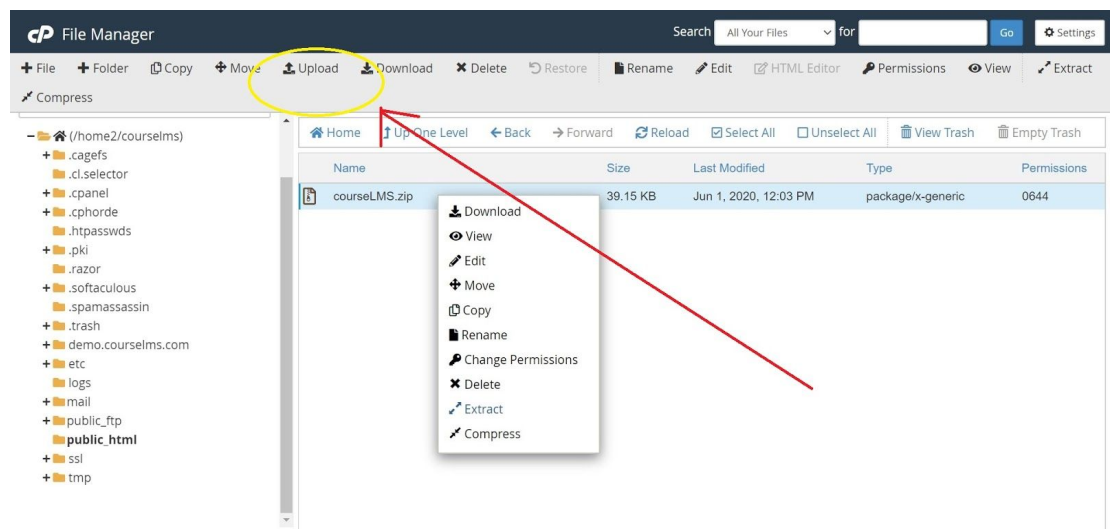 cP File Manager Search All Your Files for Go Settings
File Folder Copy Move Upload Download Delete Restore Rename Edit HTML Editor Permissions View Extract
Compress
Home Up One Level Back Forward Reload Select All Unselect All View Trash Empty Trash
Name Size Last Modified Type Permissions
courseLMS.zip 39.15 KB Jun 1, 2020, 12:03 PM package/x-generic 0644
Download
View
Edit
Move
Copy
Rename
Change Permissions
Delete
Extract
Compress
(/home2/courselms)
.cagefs
.cl.selector
.cpanel
.cphorde
.htpasswds
.pki
.razor
.softaculous
.spamassassin
.trash
demo.courselms.com
etc
logs
mail
public_ftp
public_html
ssl
tmp